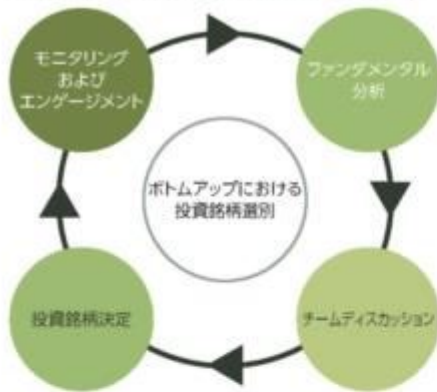 モニタリング
および
エンゲージメント
ファンダメンタル
分析
ボトムアップにおける
投資銘柄選別
投資銘柄決定
チームディスカッション